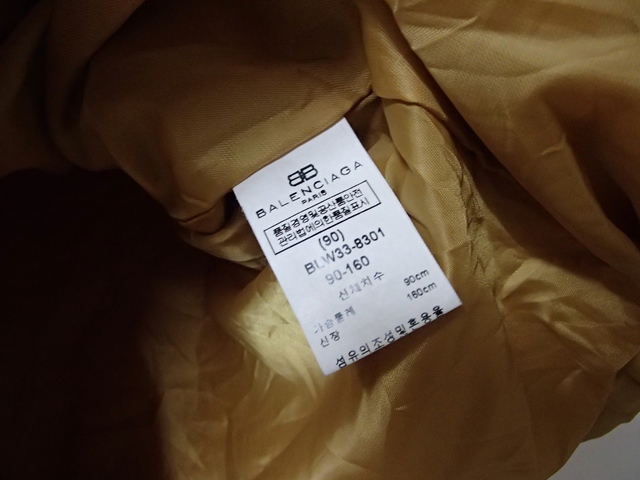 BB
BALENCIAGA
PARIS
품질경영및공산품안전
관리법에의한품질표시
(90)
BLW33-8301
90-160
신체치수
가슴둘레 90cm
신장 160cm
섬유의조성및혼용율